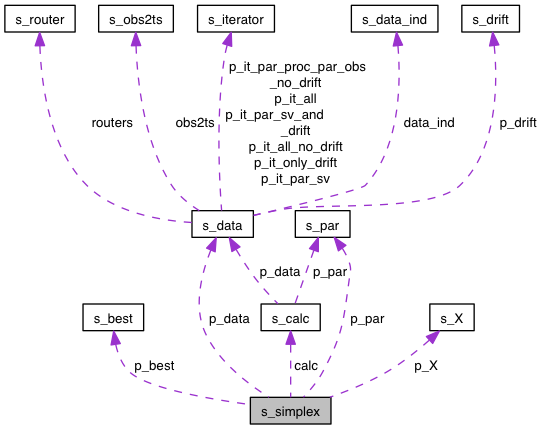 s_router
s_obs2ts
s_iterator
s_data_ind
s_drift
p_it_par_proc_par_obs
_no_drift
p_it_all
p_it_par_sv_and
_drift
p_it_all_no_drift
p_it_only_drift
p_it_par_sv
routers
obs2ts
data_ind
p_drift
s_data
s_par
p_data
p_par
s_best
s_calc
s_X
p_data
p_par
p_best
calc
p_X
s_simplex